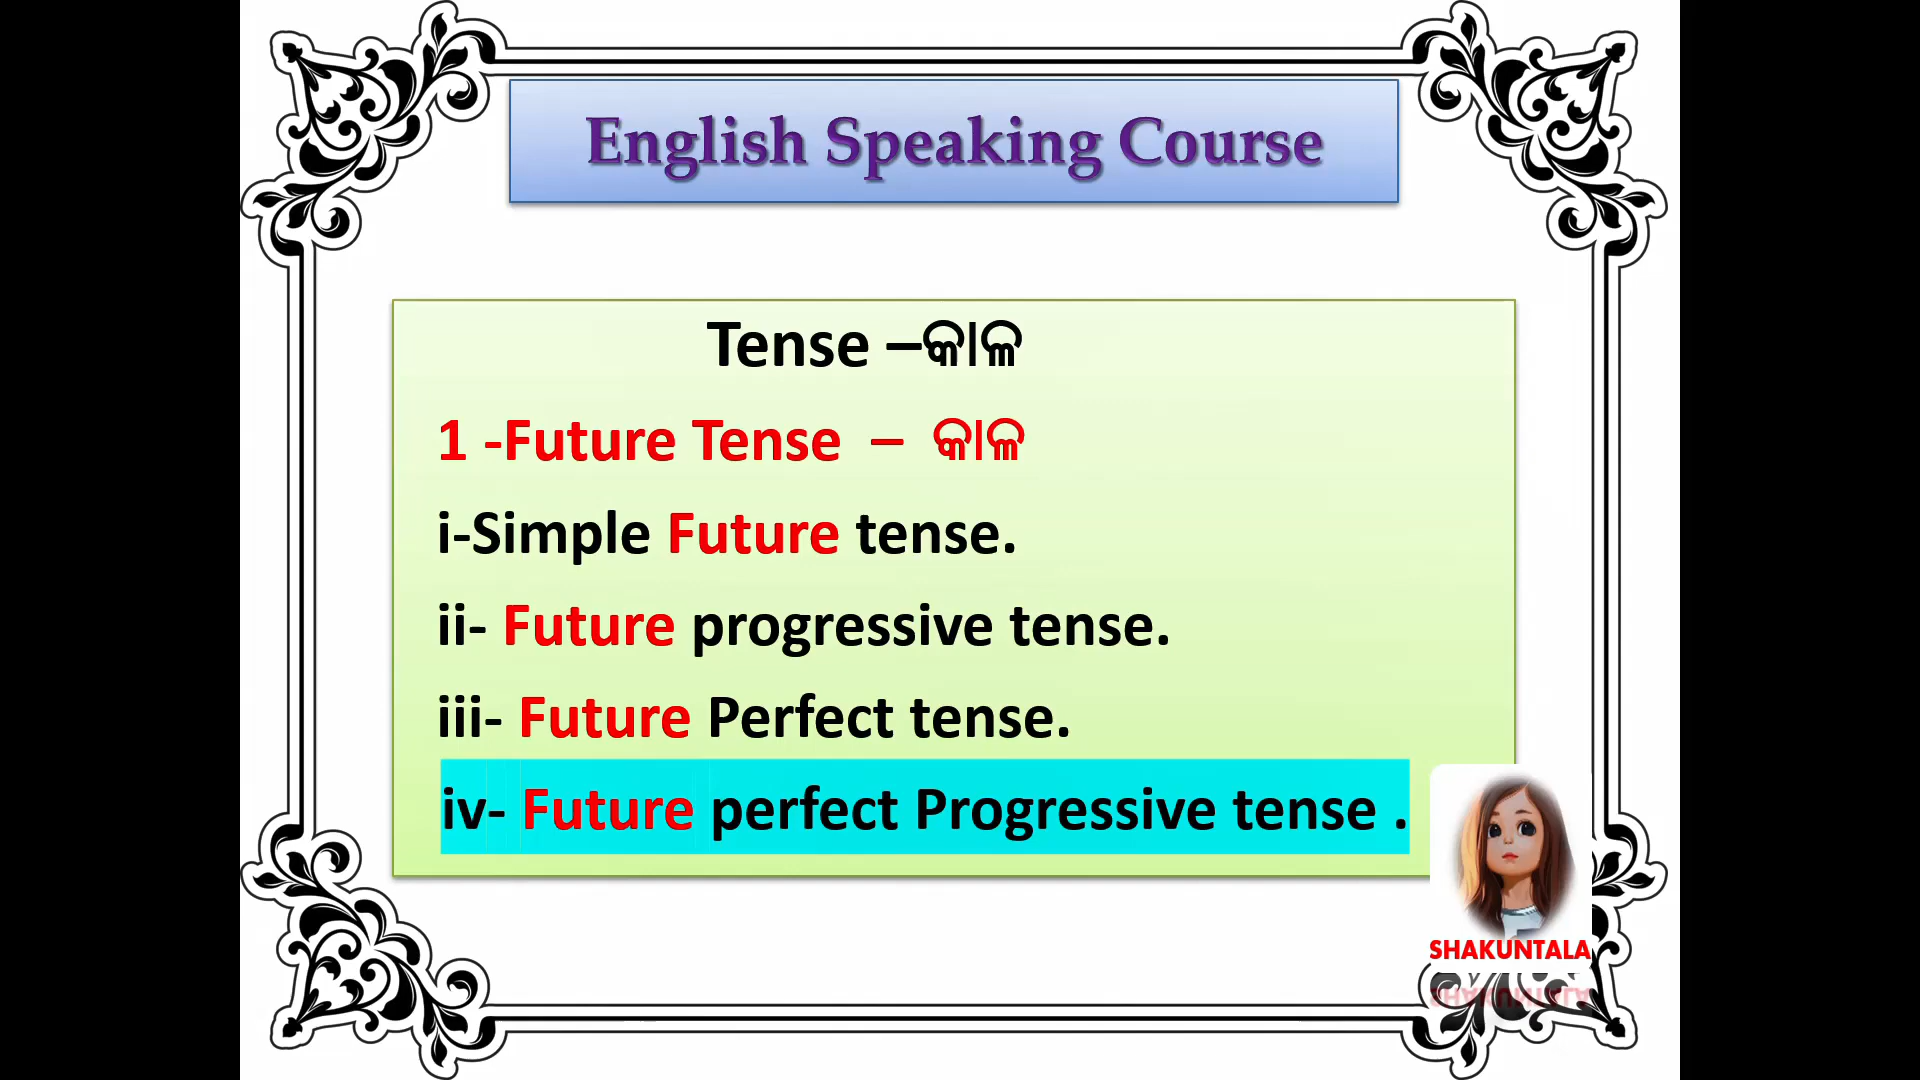 English Speaking Course
Tense –କାଳ
1 -Future Tense – କାଳ
i-Simple Future tense.
ii- Future progressive tense.
iii- Future Perfect tense.
iv- Future perfect Progressive tense .
SHAKUNTALA